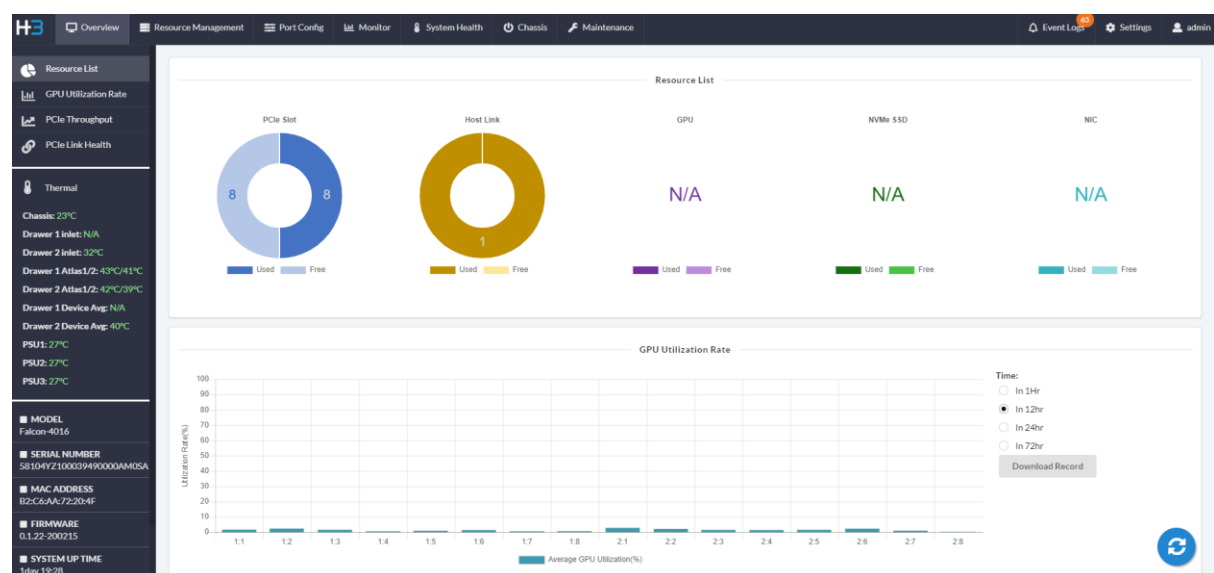 H3 Overview Resource Management Port Config Monitor System Health Chassis Maintenance 65 Event Logs Settings admin
Resource List
GPU Utilization Rate
PCIe Throughput
PCIe Link Health
Thermal
Chassis: 23°C
Drawer 1 inlet: N/A
Drawer 2 inlet: 32°C
Drawer 1 Atlas1/2: 43°C/41°C
Drawer 2 Atlas1/2: 42°C/39°C
Drawer 1 Device Avg: N/A
Drawer 2 Device Avg: 40°C
PSU1: 27°C
PSU2: 27°C
PSU3: 27°C
MODEL
Falcon-4016
SERIAL NUMBER
58104YZ100039490000AM0SA
MAC ADDRESS
B2:C6:AA:72:20:4F
FIRMWARE
0.1.22-200215
SYSTEM UP TIME
1day 19:28
Resource List
PCIe Slot
8 8
Used Free
Host Link
1
Used Free
GPU
N/A
Used Free
NVMe SSD
N/A
Used Free
NIC
N/A
Used Free
GPU Utilization Rate
Utilization Rate(%)
100
90
80
70
60
50
40
30
20
10
0
1:1 1:2 1:3 1:4 1:5 1:6 1:7 1:8 2:1 2:2 2:3 2:4 2:5 2:6 2:7 2:8
Average GPU Utilization(%)
Time:
In 1Hr
In 12hr
In 24hr
In 72hr
Download Record